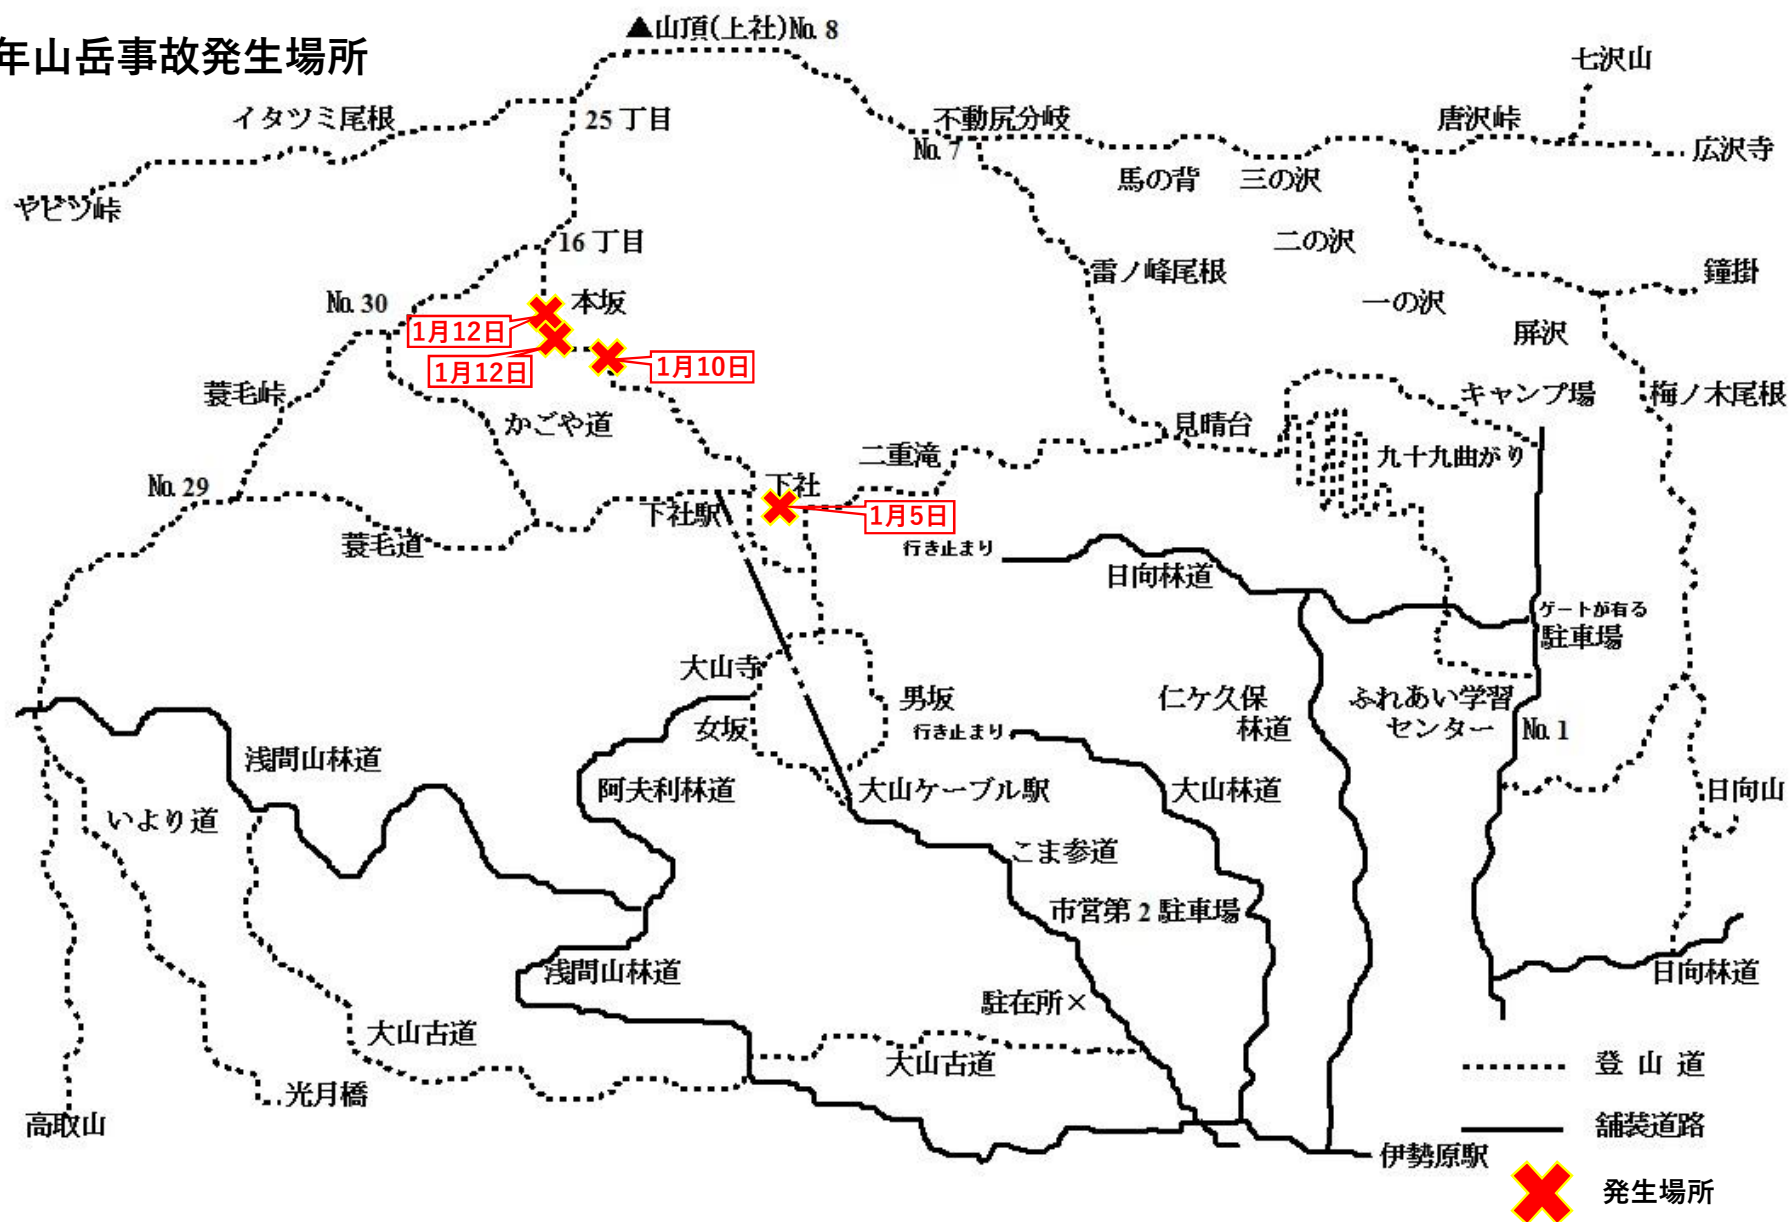 年山岳事故発生場所
▲山頂(上社)No. 8
七沢山
イタツミ尾根
25 丁目
不動尻分岐
No. 7
唐沢峠
広沢寺
馬の背
三の沢
ヤビツ峠
16 丁目
二の沢
雷ノ峰尾根
鐘掛
No. 30
本坂
一の沢
屏沢
1月12日
1月12日
1月10日
蓑毛峠
かごや道
見晴台
キャンプ場
梅ノ木尾根
二重滝
九十九曲がり
No. 29
下社
下社駅
1月5日
蓑毛道
行き止まり
日向林道
ゲートが有る
駐車場
大山寺
女坂
男坂
行き止まり
仁ケ久保
林道
ふれあい学習
センター
No. 1
浅間山林道
阿夫利林道
大山ケーブル駅
大山林道
日向山
いより道
こま参道
市営第 2 駐車場
浅間山林道
日向林道
駐在所×
大山古道
大山古道
光月橋
高取山
伊勢原駅
登 山 道
舗装道路
発生場所